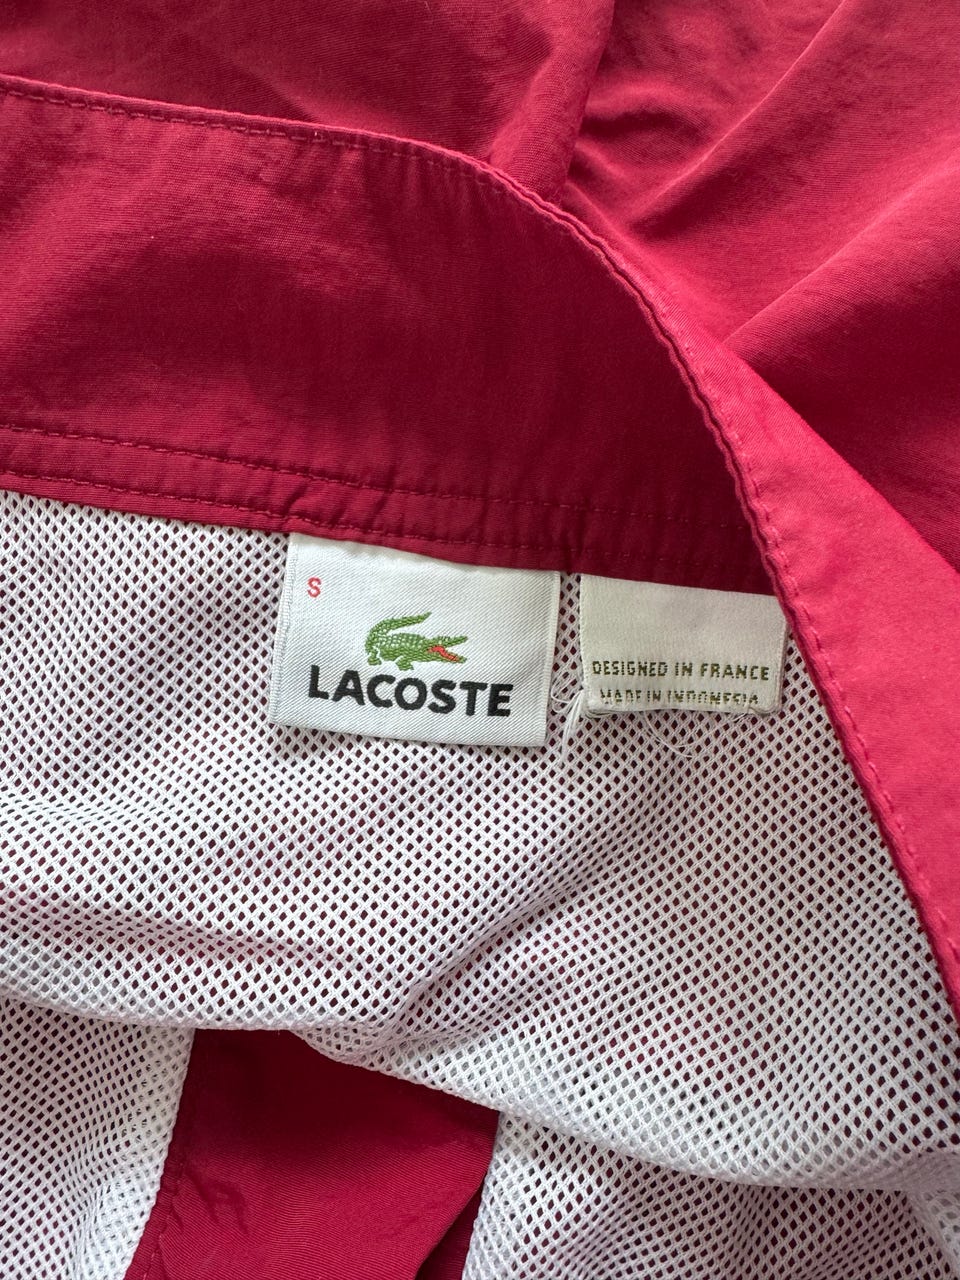 S
LACOSTE
DESIGNED IN FRANCE
MADE IN INDONESIA